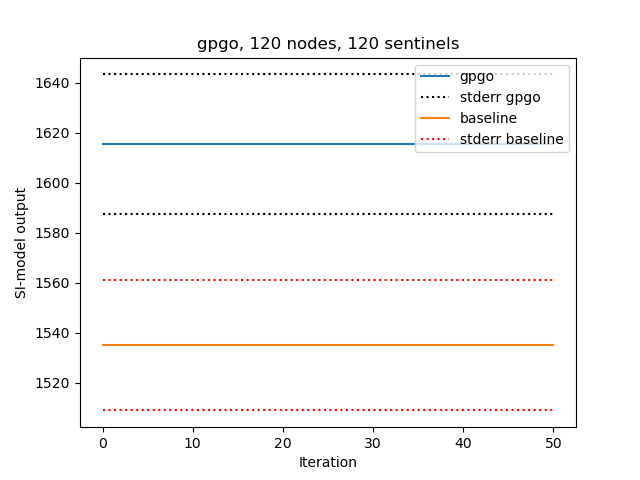 gpgo, 120 nodes, 120 sentinels
SI-model output
1640
1620
1600
1580
1560
1540
1520
gpgo
stderr gpgo
baseline
stderr baseline
0
10
20
30
40
50
Iteration